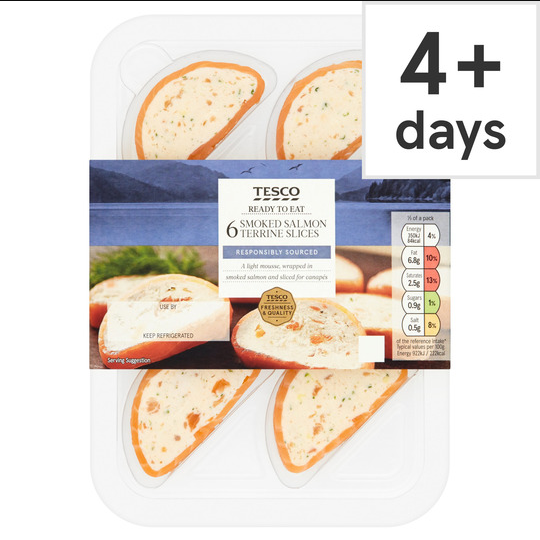 4+
days
TESCO
READY TO EAT
6 SMOKED SALMON
TERRINE SLICES
RESPONSIBLY SOURCED
A light mousse, wrapped in
smoked salmon and sliced for canapés
TESCO
FRESHNESS
& QUALITY
USE BY
KEEP REFRIGERATED
Serving Suggestion
of a pack
Energy
350kJ
84kcal
4%
Fat
6.8g
10%
Saturates
2.5g
13%
Sugars
0.9g
1%
Salt
0.5g
8%
of the reference intake*
Typical values per 100g
Energy 922kJ / 222kcal